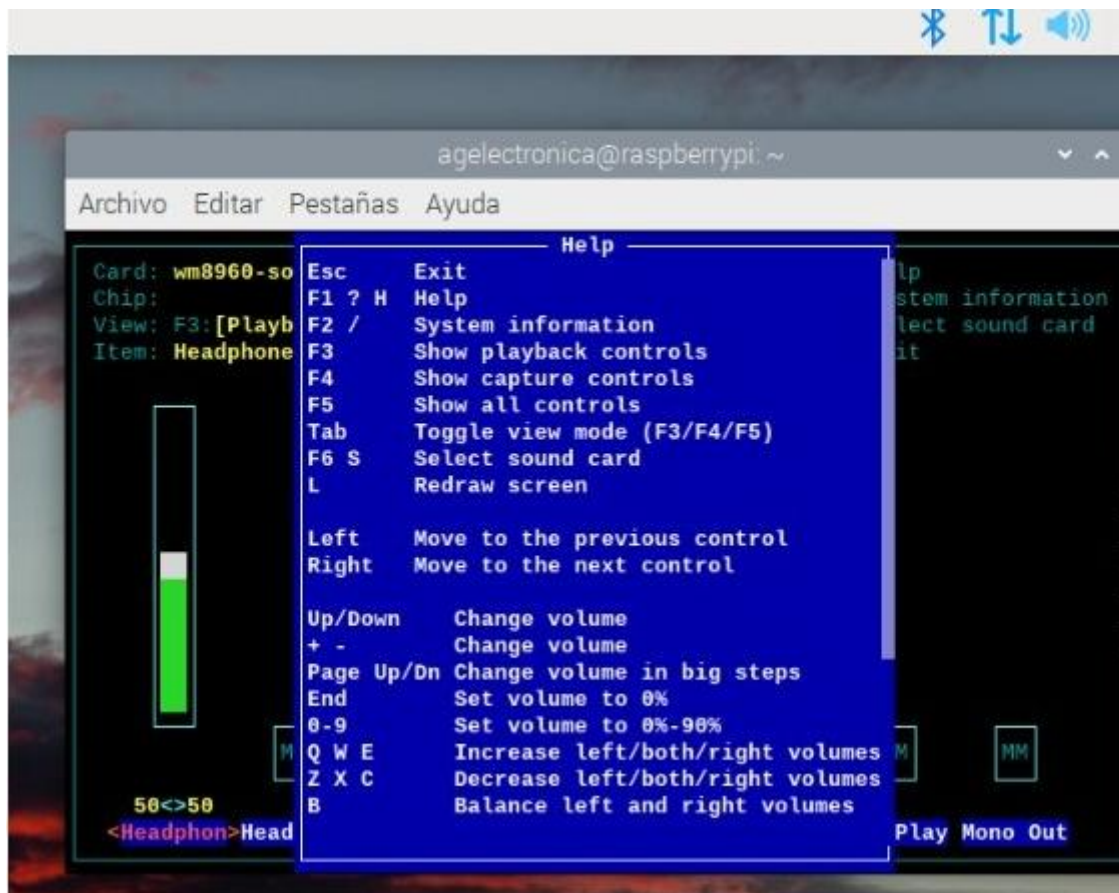 agelectronica@raspberrypi: ~
Archivo Editar Pestañas Ayuda
Help
Card: wm8960-so
Chip:
View: F3:[Playb
Item: Headphone
Esc Exit
F1 ? H Help
F2 / System information
F3 Show playback controls
F4 Show capture controls
F5 Show all controls
Tab Toggle view mode (F3/F4/F5)
F6 S Select sound card
L Redraw screen
Left Move to the previous control
Right Move to the next control
Up/Down Change volume
+ - Change volume
Page Up/Dn Change volume in big steps
End Set volume to 0%
0-9 Set volume to 0%-90%
Q W E Increase left/both/right volumes
Z X C Decrease left/both/right volumes
B Balance left and right volumes
lp
stem information
lect sound card
it
M
M
MM
50<>50
<Headphon>Head
Play Mono Out